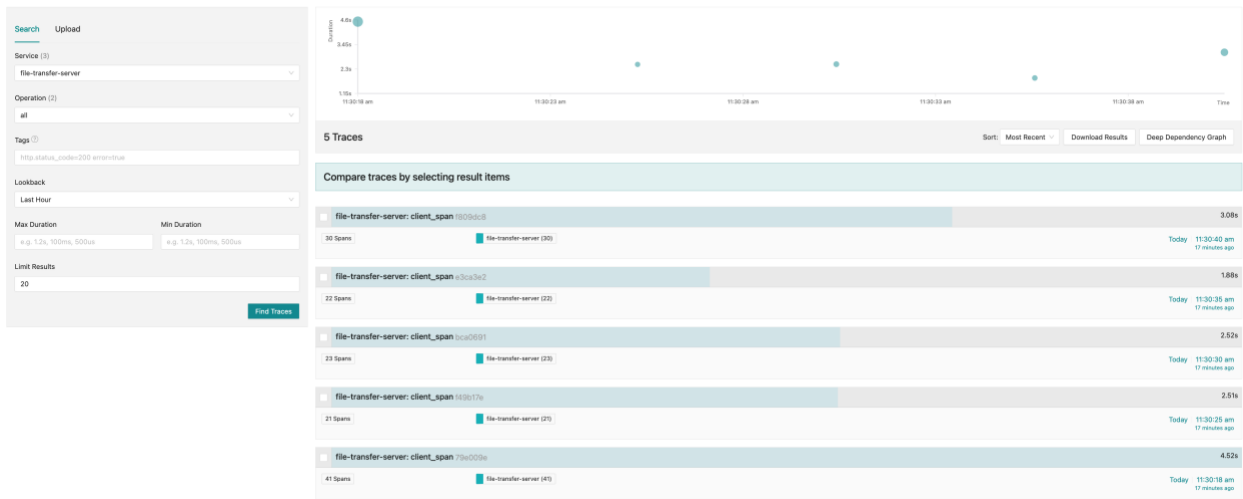 Search Upload
Service (3)
file-transfer-server
Operation (2)
all
Tags
http.status_code=200 error=true
Lookback
Last Hour
Max Duration Min Duration
e.g. 1.2s, 100ms, 500us e.g. 1.2s, 100ms, 500us
Limit Results
20
Find Traces
Duration
4.6s
3.45s
2.3s
1.15s
11:30:18 am 11:30:23 am 11:30:28 am 11:30:33 am 11:30:38 am Time
5 Traces Sort: Most Recent Download Results Deep Dependency Graph
Compare traces by selecting result items
file-transfer-server: client_span f809dc8 3.08s
30 Spans file-transfer-server (30) Today 11:30:40 am
17 minutes ago
file-transfer-server: client_span e3ca3e2 1.88s
22 Spans file-transfer-server (22) Today 11:30:35 am
17 minutes ago
file-transfer-server: client_span bca0691 2.52s
23 Spans file-transfer-server (23) Today 11:30:30 am
17 minutes ago
file-transfer-server: client_span f49b17e 2.51s
21 Spans file-transfer-server (21) Today 11:30:25 am
17 minutes ago
file-transfer-server: client_span 79e009e 4.52s
41 Spans file-transfer-server (41) Today 11:30:18 am
17 minutes ago